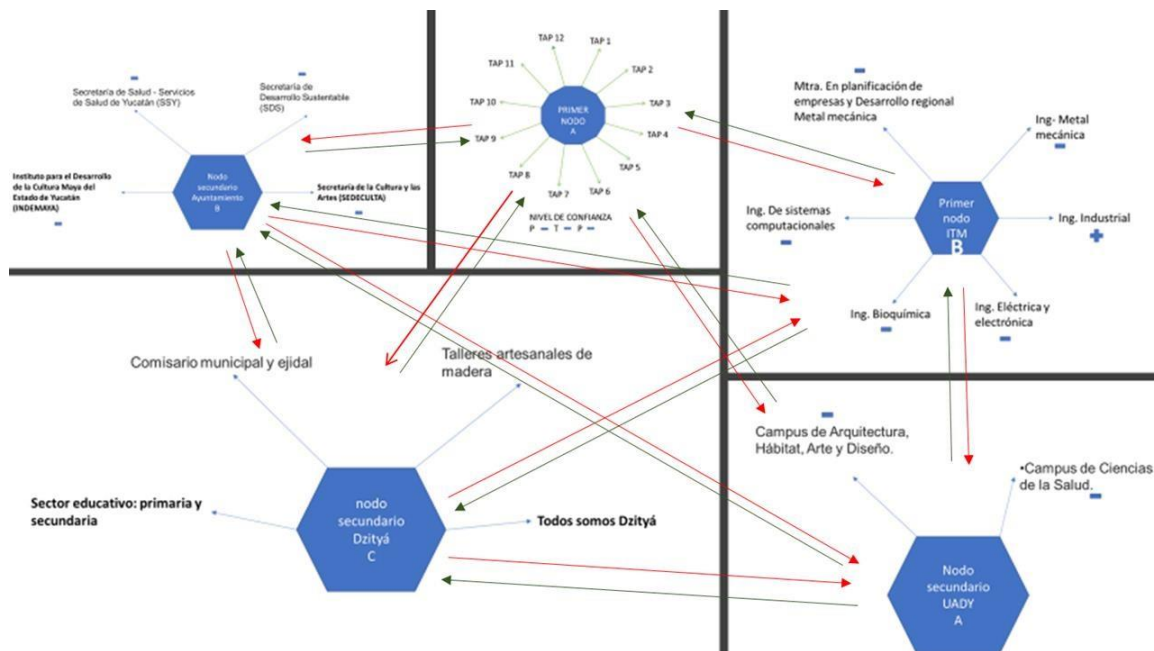 Secretaría de Salud - Servicios
de Salud de Yucatán (SSY)
Secretaría de
Desarrollo Sustentable
(SDS)
Instituto para el Desarrollo
de la Cultura Maya del
Estado de Yucatán
(INDEMAYA)
Nodo
secundario
Ayuntamiento
B
Secretaría de la Cultura y las
Artes (SEDECULTA)
TAP 12
TAP 1
TAP 11
TAP 2
TAP 10
TAP 3
TAP 9
TAP 4
TAP 8
TAP 5
TAP 7
TAP 6
PRIMER
NODO
A
NIVEL DE CONFIANZA
P - T - P -
Mtra. En planificación de
empresas y Desarrollo regional
Metal mecánica
Ing- Metal
mecánica
Ing. De sistemas
computacionales
Primer
nodo
ITM
B
Ing. Industrial
Ing. Bioquímica
Ing. Eléctrica y
electrónica
Comisario municipal y ejidal
Talleres artesanales de
madera
Sector educativo: primaria y
secundaria
nodo
secundario
Dzityá
C
Todos somos Dzityá
Campus de Arquitectura,
Hábitat, Arte y Diseño.
•Campus de Ciencias
de la Salud.
Nodo
secundario
UADY
A